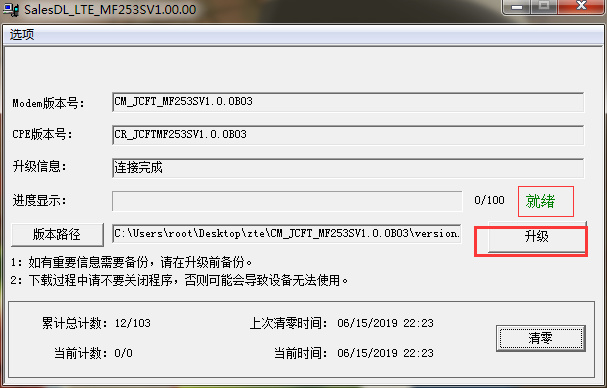 SalesDL_LTE_MF253SV1.00.00
选项
Modem版本号： CM_JCFT_MF253SV1.0.0B03
CPE版本号： CR_JCFTMF253SV1.0.0B03
升级信息： 连接完成
进度显示： 0/100 就绪
版本路径 C:\Users\root\Desktop\zte\CM_JCFT_MF253SV1.0.0B03\version. 升级
1：如有重要信息需要备份，请在升级前备份。
2：下载过程中请不要关闭程序，否则可能会导致设备无法使用。
累计总计数：12/103 上次清零时间： 06/15/2019 22:23
清零
当前计数：0/0 当前时间： 06/15/2019 22:23